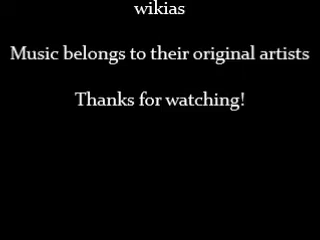 wikias
Music belongs to their original artists
Thanks for watching!